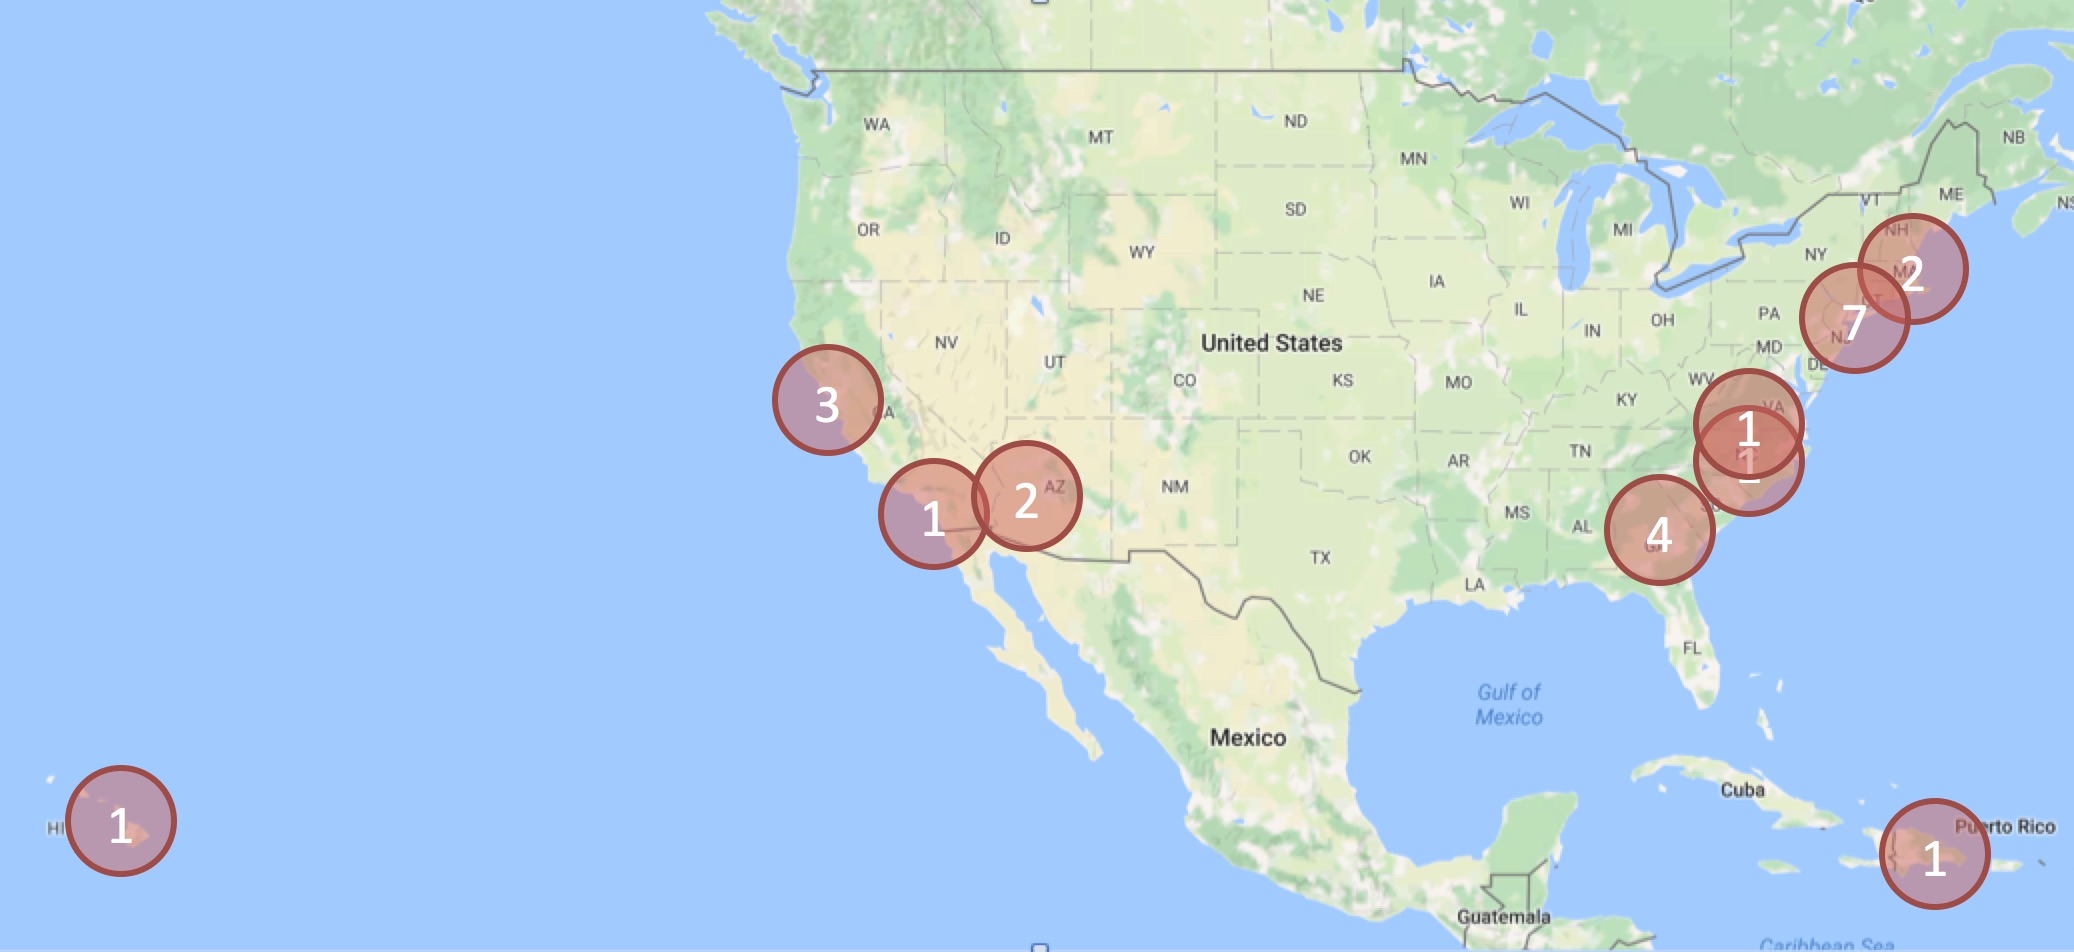 QC
WA
MT
ND
MN
NB
OR
ID
WY
SD
WI
MI
VT
ME
NS
NH
NY
MA
2
NE
IA
IL
IN
OH
PA
CT
7
NJ
MD
DE
United States
NV
UT
CO
KS
MO
KY
WV
VA
3
CA
1
NC
1
OK
AR
TN
1
2
AZ
NM
MS
AL
SC
4
GA
TX
LA
FL
Gulf of
Mexico
Mexico
Cuba
HI
1
Puerto Rico
1
Guatemala
Caribbean Sea